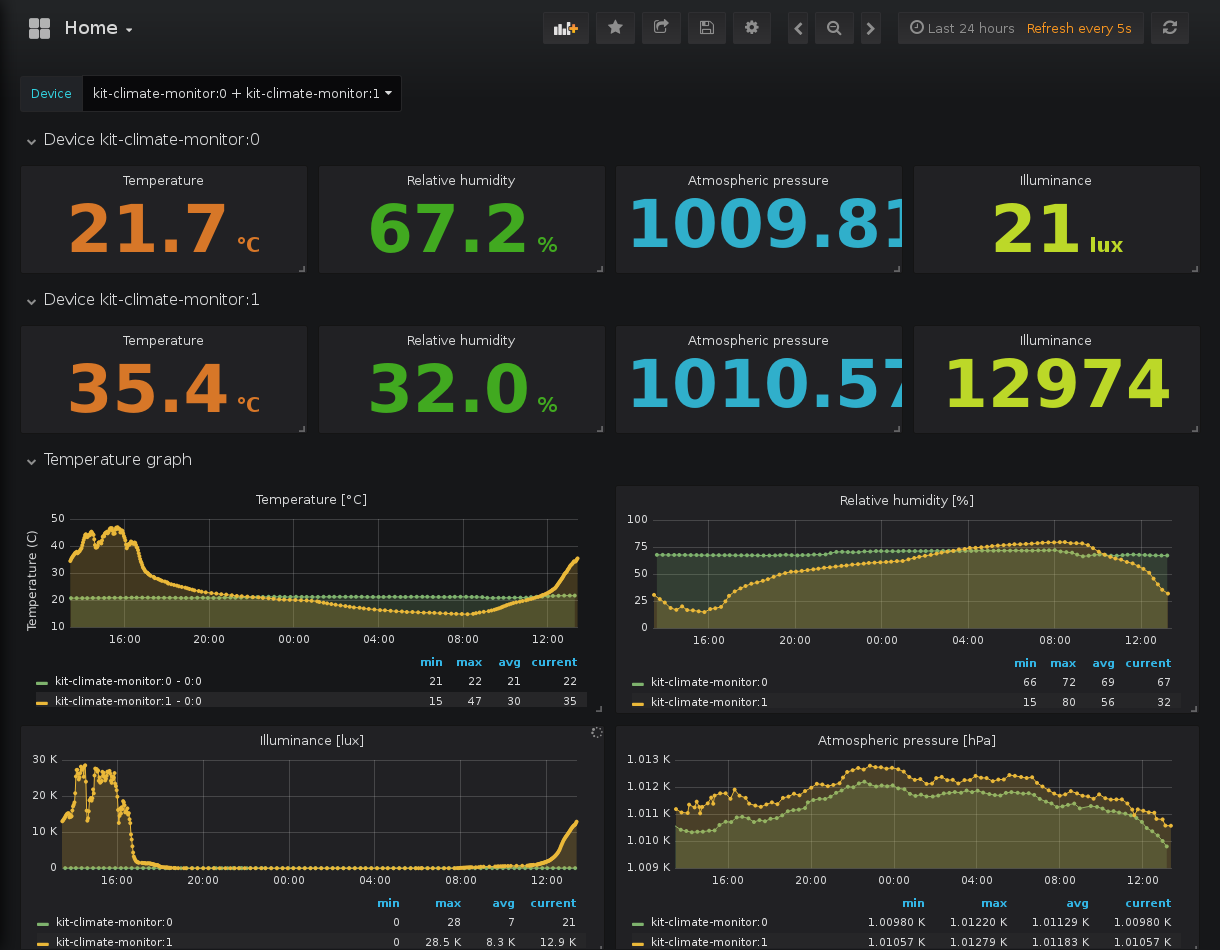 Home
Last 24 hours Refresh every 5s
Device kit-climate-monitor:0 + kit-climate-monitor:1
Device kit-climate-monitor:0
Temperature Relative humidity Atmospheric pressure Illuminance
21.7 °C 67.2 % 1009.81 21 lux
Device kit-climate-monitor:1
Temperature Relative humidity Atmospheric pressure Illuminance
35.4 °C 32.0 % 1010.57 12974
Temperature graph
Temperature [°C]
Temperature (C)
50
40
30
20
10
16:00 20:00 00:00 04:00 08:00 12:00
min max avg current
kit-climate-monitor:0 - 0:0 21 22 21 22
kit-climate-monitor:1 - 0:0 15 47 30 35
Relative humidity [%]
100
75
50
25
0
16:00 20:00 00:00 04:00 08:00 12:00
min max avg current
kit-climate-monitor:0 66 72 69 67
kit-climate-monitor:1 15 80 56 32
Illuminance [lux]
30 K
20 K
10 K
0
16:00 20:00 00:00 04:00 08:00 12:00
min max avg current
kit-climate-monitor:0 0 28 7 21
kit-climate-monitor:1 0 28.5 K 8.3 K 12.9 K
Atmospheric pressure [hPa]
1.013 K
1.012 K
1.011 K
1.010 K
1.009 K
16:00 20:00 00:00 04:00 08:00 12:00
min max avg current
kit-climate-monitor:0 1.00980 K 1.01220 K 1.01129 K 1.00980 K
kit-climate-monitor:1 1.01057 K 1.01279 K 1.01183 K 1.01057 K